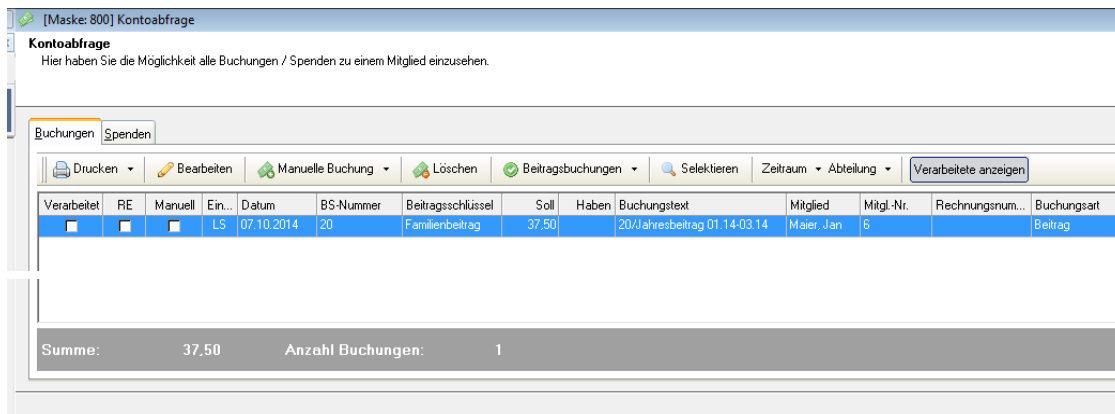 [Maske: 800] Kontoabfrage
Kontoabfrage
Hier haben Sie die Möglichkeit alle Buchungen / Spenden zu einem Mitglied einzusehen.
Buchungen Spenden
Drucken Bearbeiten Manuelle Buchung Löschen Beitragsbuchungen Selektieren Zeitraum Abteilung Verarbeitete anzeigen
Verarbeitet RE Manuell Ein... Datum BS-Nummer Beitragsschlüssel Soll Haben Buchungstext Mitglied Mitgl.-Nr. Rechnungsnum... Buchungsart
LS 07.10.2014 20 Familienbeitrag 37,50 20/Jahresbeitrag 01.14-03.14 Maier, Jan 6 Beitrag
Summe: 37,50 Anzahl Buchungen: 1